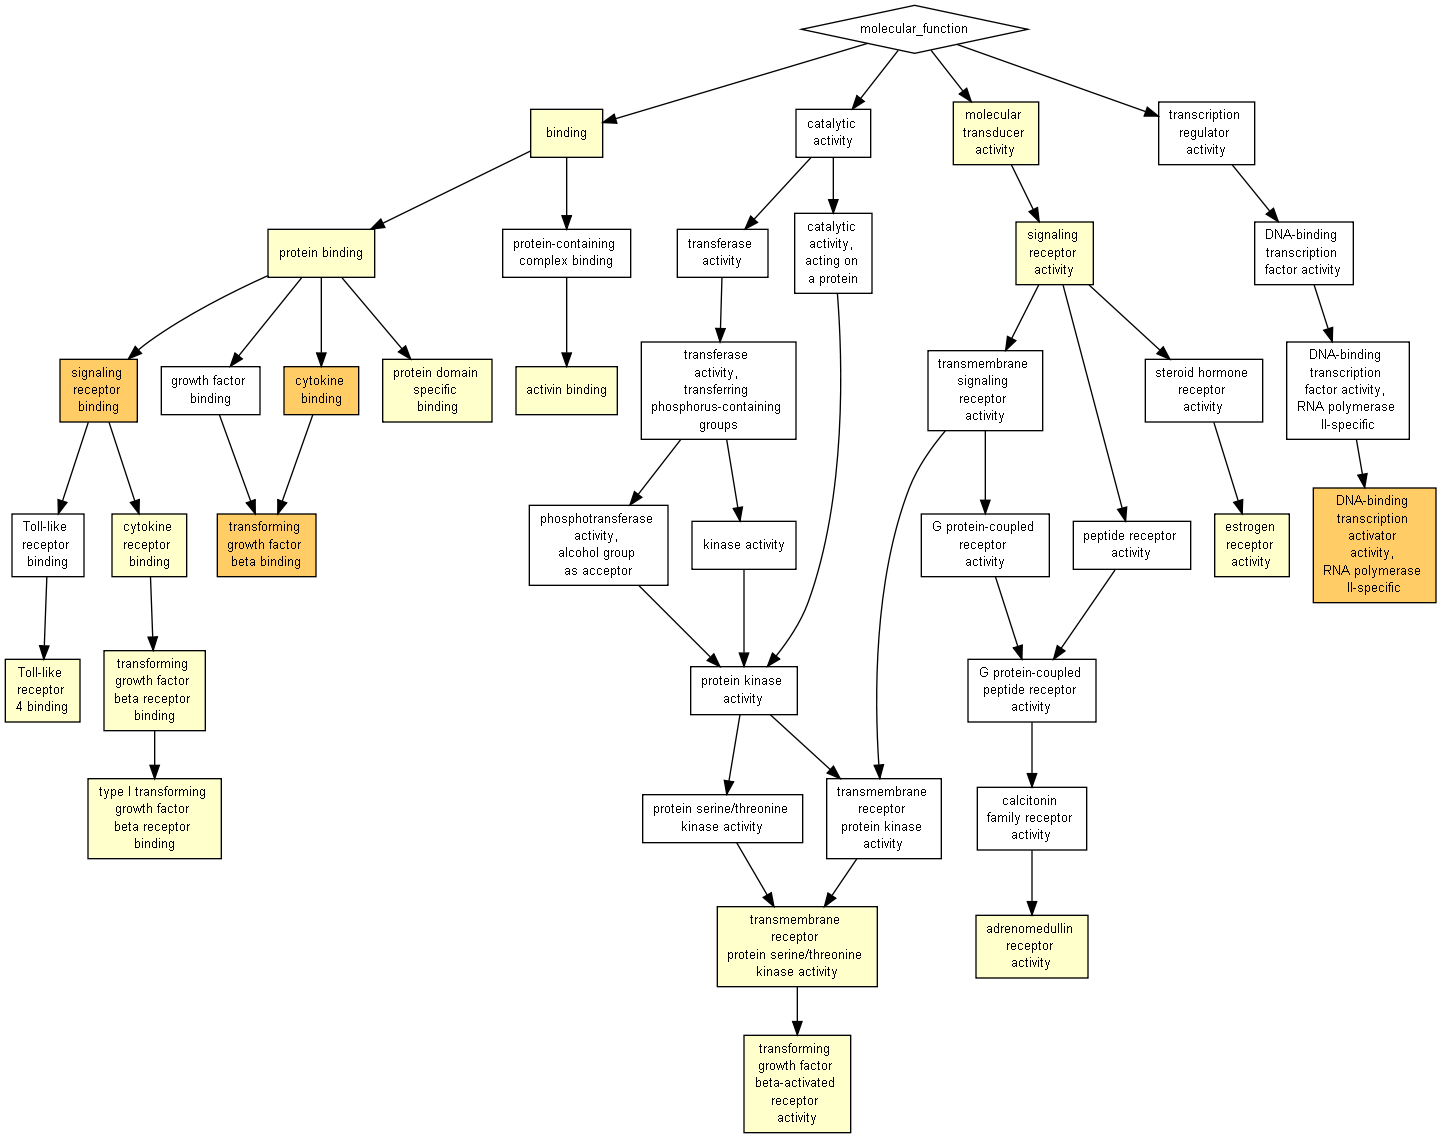 molecular_function
binding
catalytic
activity
molecular
transducer
activity
transcription
regulator
activity
protein binding
protein-containing
complex binding
transferase
activity
catalytic
activity,
acting on
a protein
signaling
receptor
activity
DNA-binding
transcription
factor activity
signaling
receptor
binding
growth factor
binding
cytokine
binding
protein domain
specific
binding
activin binding
transferase
activity,
transferring
phosphorus-containing
groups
transmembrane
signaling
receptor
activity
steroid hormone
receptor
activity
DNA-binding
transcription
factor activity,
RNA polymerase
II-specific
Toll-like
receptor
binding
cytokine
receptor
binding
transforming
growth factor
beta binding
phosphotransferase
activity,
alcohol group
as acceptor
kinase activity
G protein-coupled
receptor
activity
peptide receptor
activity
estrogen
receptor
activity
DNA-binding
transcription
activator
activity,
RNA polymerase
II-specific
Toll-like
receptor
4 binding
transforming
growth factor
beta receptor
binding
protein kinase
activity
G protein-coupled
peptide receptor
activity
type I transforming
growth factor
beta receptor
binding
protein serine/threonine
kinase activity
transmembrane
receptor
protein kinase
activity
calcitonin
family receptor
activity
transmembrane
receptor
protein serine/threonine
kinase activity
adrenomedullin
receptor
activity
transforming
growth factor
beta-activated
receptor
activity